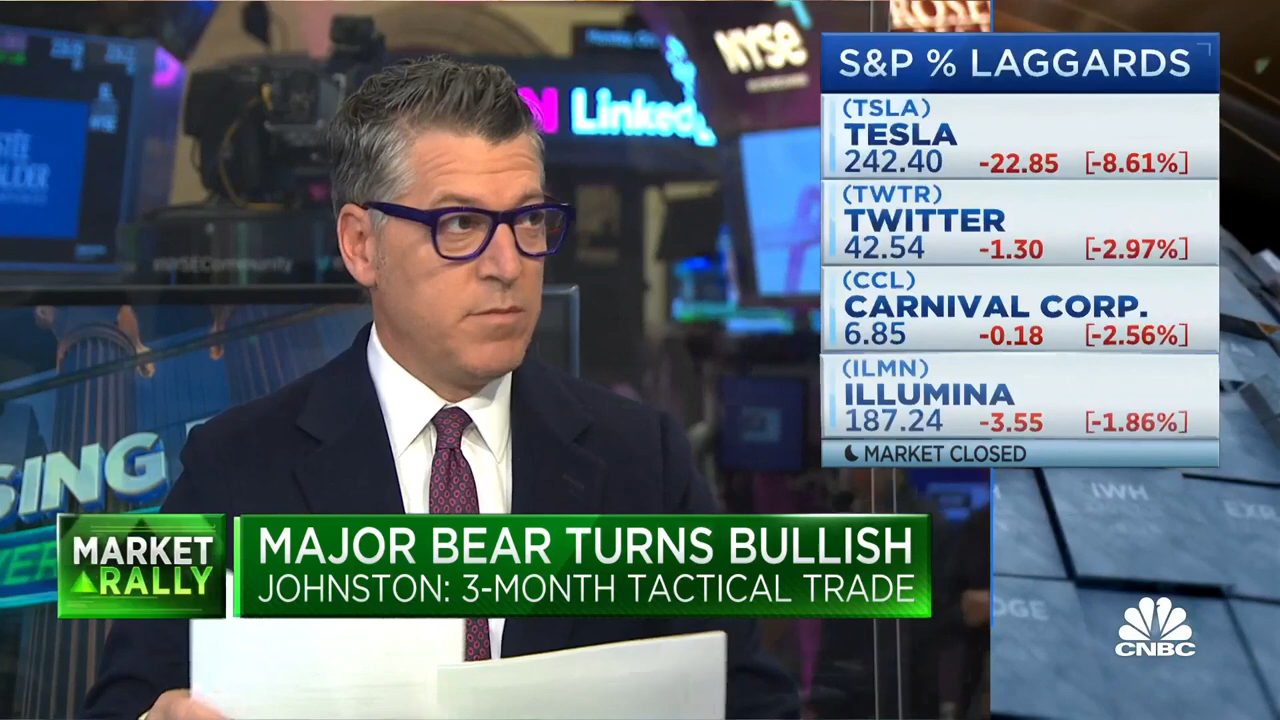 NYSE
Linked
#NYSECommunity
SING
S&P % LAGGARDS
(TSLA)
TESLA
242.40 -22.85 [-8.61%]
(TWTR)
TWITTER
42.54 -1.30 [-2.97%]
(CCL)
CARNIVAL CORP.
6.85 -0.18 [-2.56%]
(ILMN)
ILLUMINA
187.24 -3.55 [-1.86%]
MARKET CLOSED
IWH
MARKET
RALLY
MAJOR BEAR TURNS BULLISH
JOHNSTON: 3-MONTH TACTICAL TRADE
CNBC